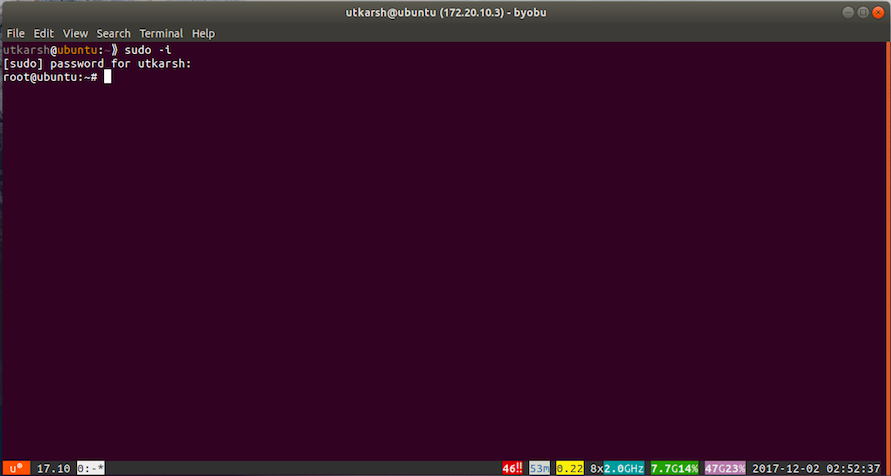 utkarsh@ubuntu (172.20.10.3) - byobu
File Edit View Search Terminal Help
utkarsh@ubuntu:~⟫ sudo -i
[sudo] password for utkarsh:
root@ubuntu:~#
u 17.10 0:-* 46!! 53m 0.22 8x2.0GHz 7.7G14% 47G23% 2017-12-02 02:52:37